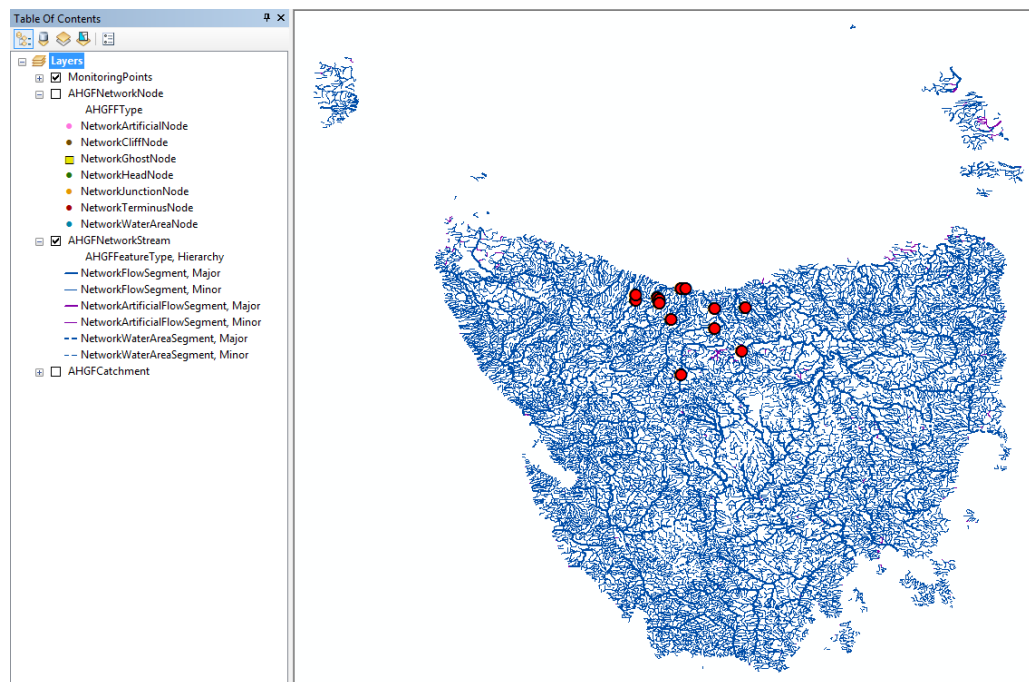 Table Of Contents
Layers
MonitoringPoints
AHGFNetworkNode
AHGFFType
NetworkArtificialNode
NetworkCliffNode
NetworkGhostNode
NetworkHeadNode
NetworkJunctionNode
NetworkTerminusNode
NetworkWaterAreaNode
AHGFNetworkStream
AHGFFeatureType, Hierarchy
NetworkFlowSegment, Major
NetworkFlowSegment, Minor
NetworkArtificialFlowSegment, Major
NetworkArtificialFlowSegment, Minor
NetworkWaterAreaSegment, Major
NetworkWaterAreaSegment, Minor
AHGFCatchment